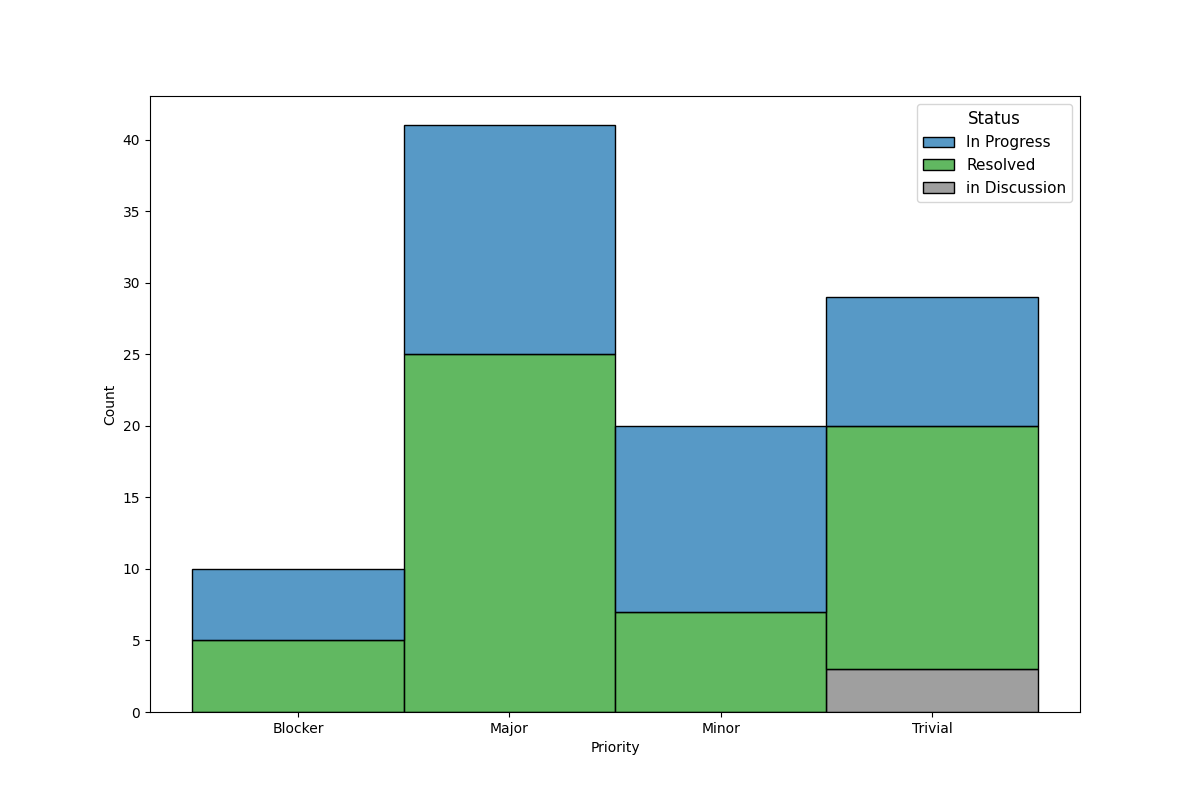 Status
In Progress
Resolved
in Discussion
40
35
30
25
20
15
10
5
0
Count
Blocker Major Minor Trivial
Priority